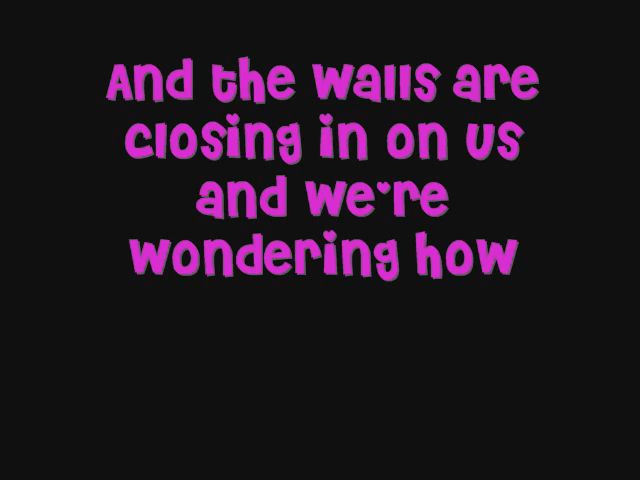 And the walls are
closing in on us
and we're
wondering how